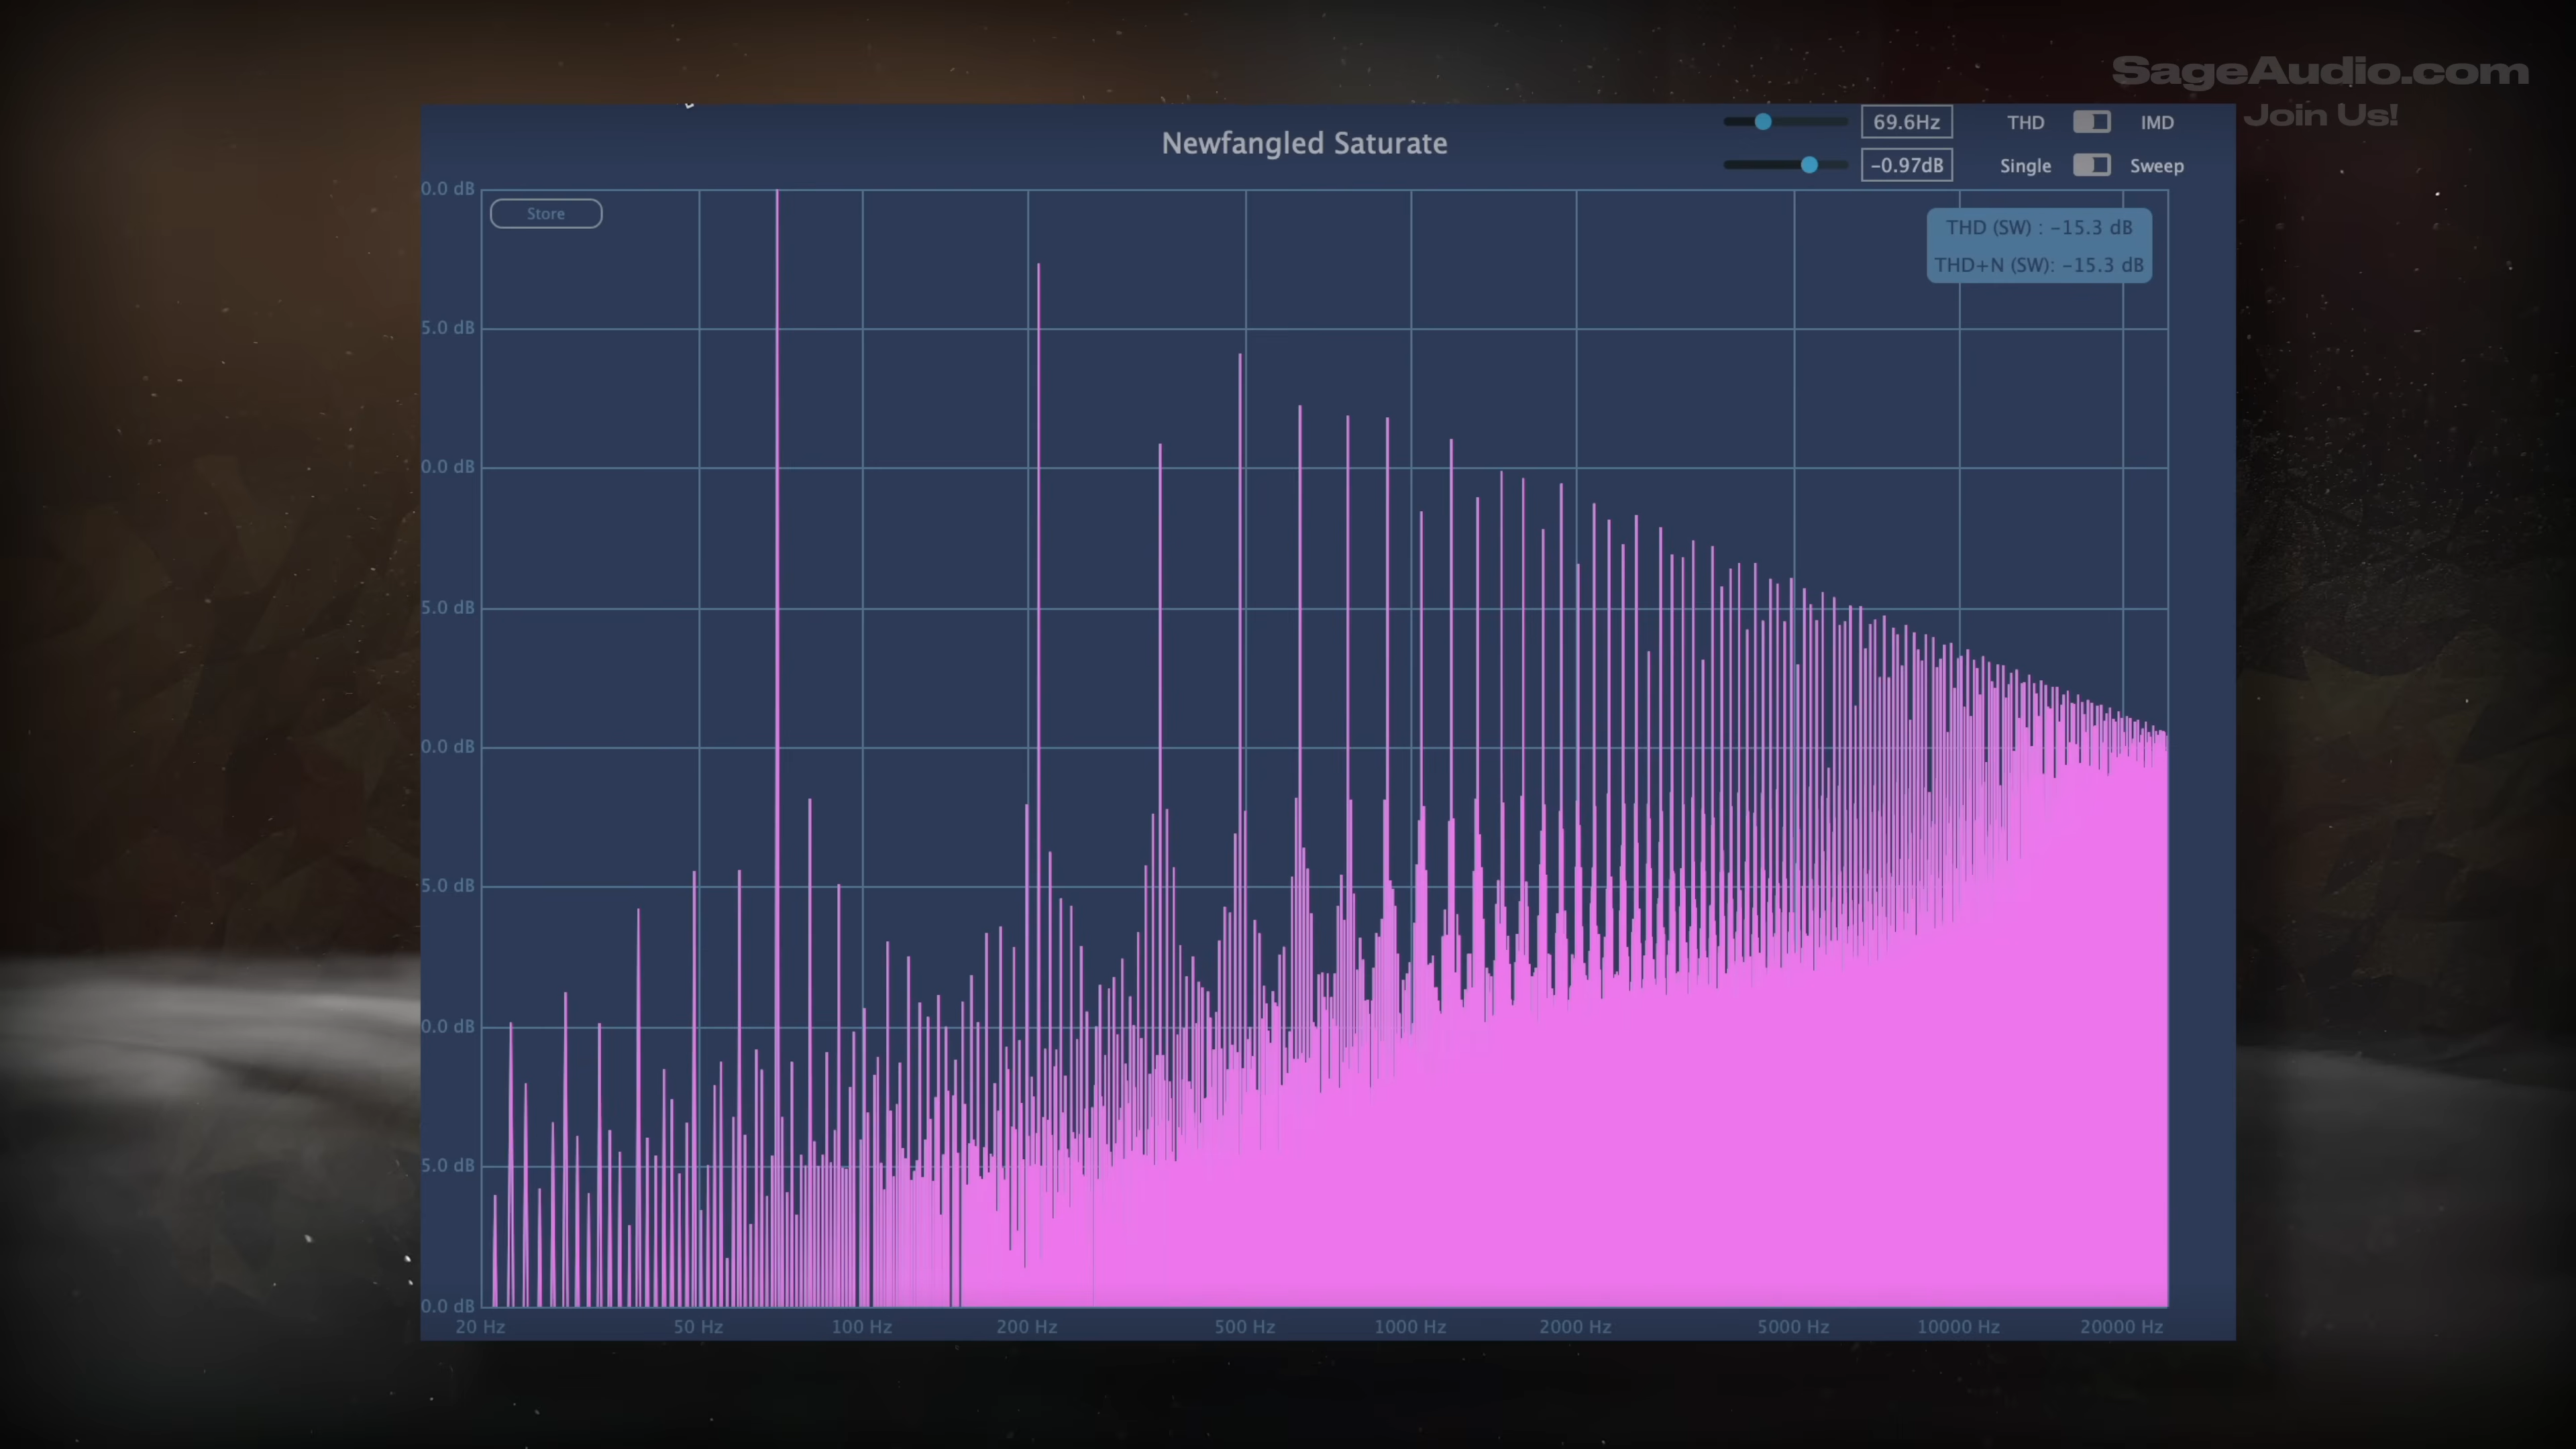 SageAudio.com
Join Us!
Newfangled Saturate
69.6Hz
THD
IMD
-0.97dB
Single
Sweep
Store
THD (SW) : -15.3 dB
THD+N (SW): -15.3 dB
0.0 dB
5.0 dB
0.0 dB
5.0 dB
0.0 dB
5.0 dB
0.0 dB
5.0 dB
0.0 dB
20 Hz
50 Hz
100 Hz
200 Hz
500 Hz
1000 Hz
2000 Hz
5000 Hz
10000 Hz
20000 Hz